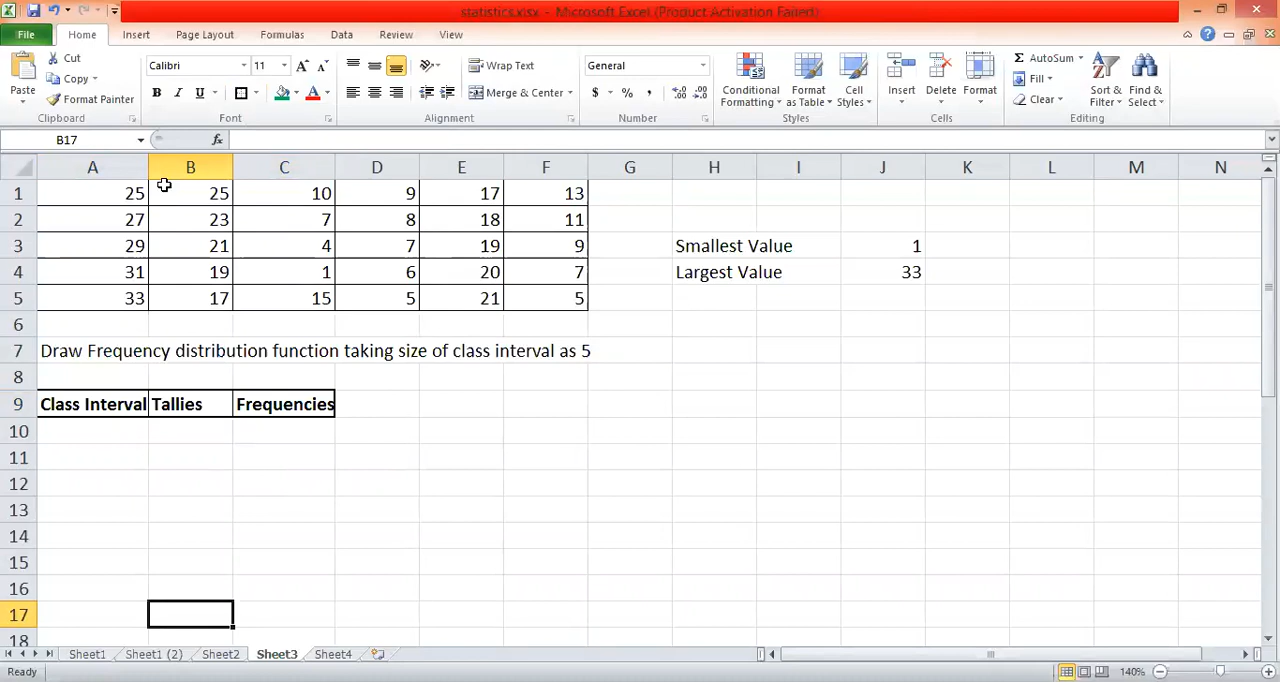 statistics.xlsx - Microsoft Excel (Product Activation Failed)
File Home Insert Page Layout Formulas Data Review View
Cut
Copy
Format Painter
Paste
Clipboard
Calibri 11
B I U
Font
Wrap Text
Merge & Center
Alignment
General
$ % ,
Number
Conditional Formatting
Format as Table
Cell Styles
Styles
Insert Delete Format
Cells
AutoSum
Fill
Clear
Sort & Filter
Find & Select
Editing
B17 fx
A B C D E F G H I J K L M N
1 25 25 10 9 17 13
2 27 23 7 8 18 11
3 29 21 4 7 19 9 Smallest Value 1
4 31 19 1 6 20 7 Largest Value 33
5 33 17 15 5 21 5
6
7 Draw Frequency distribution function taking size of class interval as 5
8
9 Class Interval Tallies Frequencies
10
11
12
13
14
15
16
17
18
Sheet1 Sheet1 (2) Sheet2 Sheet3 Sheet4
Ready 140%